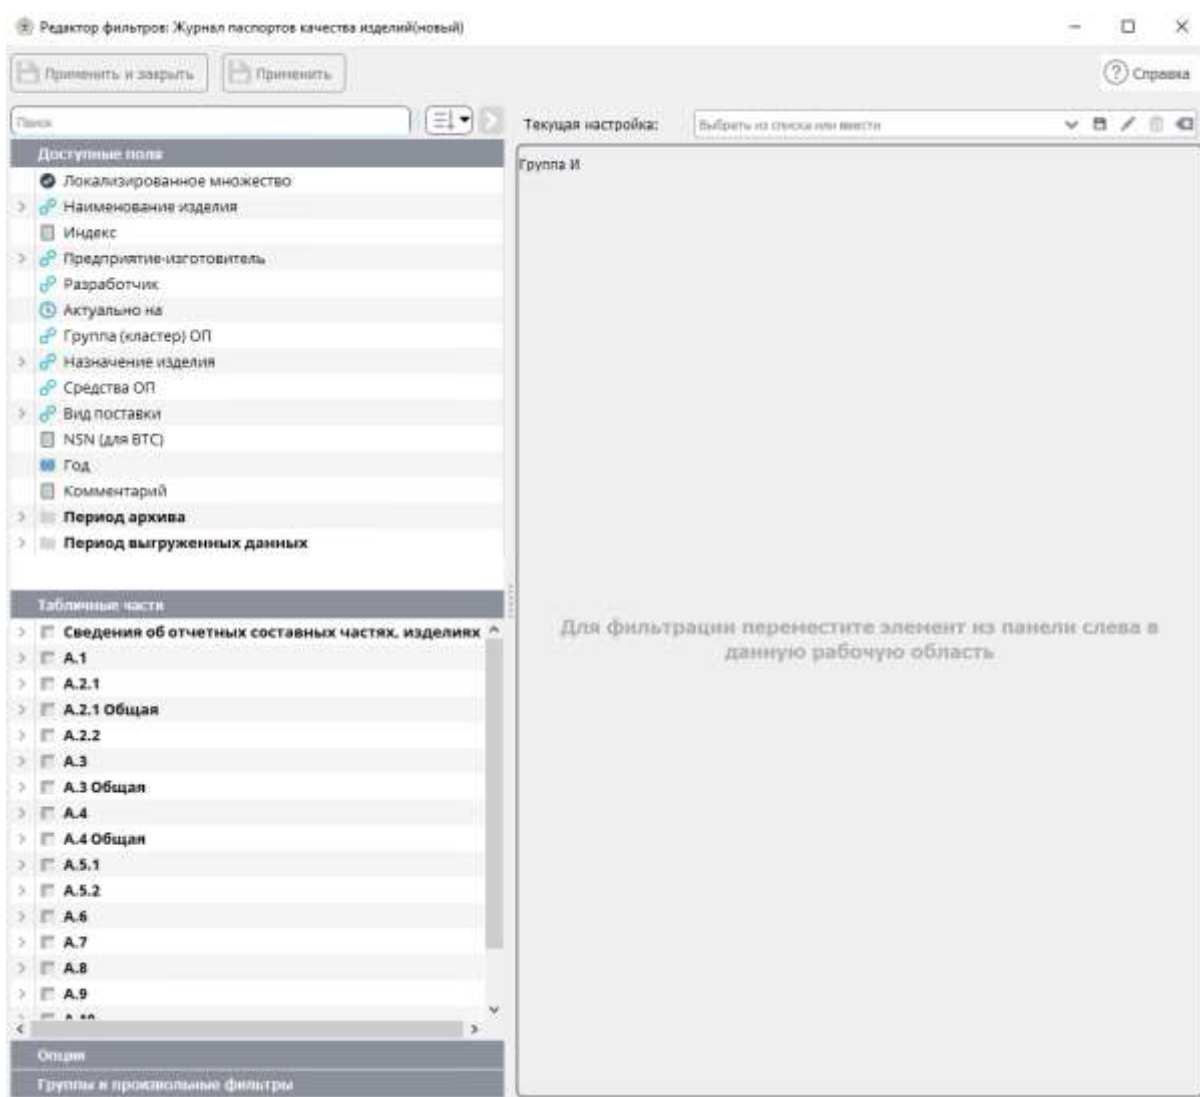 Редактор фильтров: Журнал паспортов качества изделий(новый)
Применить и закрыть
Применить
Справка
Поиск
Текущая настройка:
Выбрать из списка или ввести
Доступные поля
Группа И
Локализированное множество
Наименование изделия
Индекс
Предприятие-изготовитель
Разработчик
Актуально на
Группа (кластер) ОП
Назначение изделия
Средства ОП
Вид поставки
NSN (для ВТС)
Год
Комментарий
Период архива
Период выгруженных данных
Табличные части
Сведения об отчетных составных частях, изделиях
А.1
А.2.1
А.2.1 Общая
А.2.2
А.3
А.3 Общая
А.4
А.4 Общая
А.5.1
А.5.2
А.6
А.7
А.8
А.9
А.10
Для фильтрации переместите элемент из панели слева в
данную рабочую область
Опции
Группы и произвольные фильтры